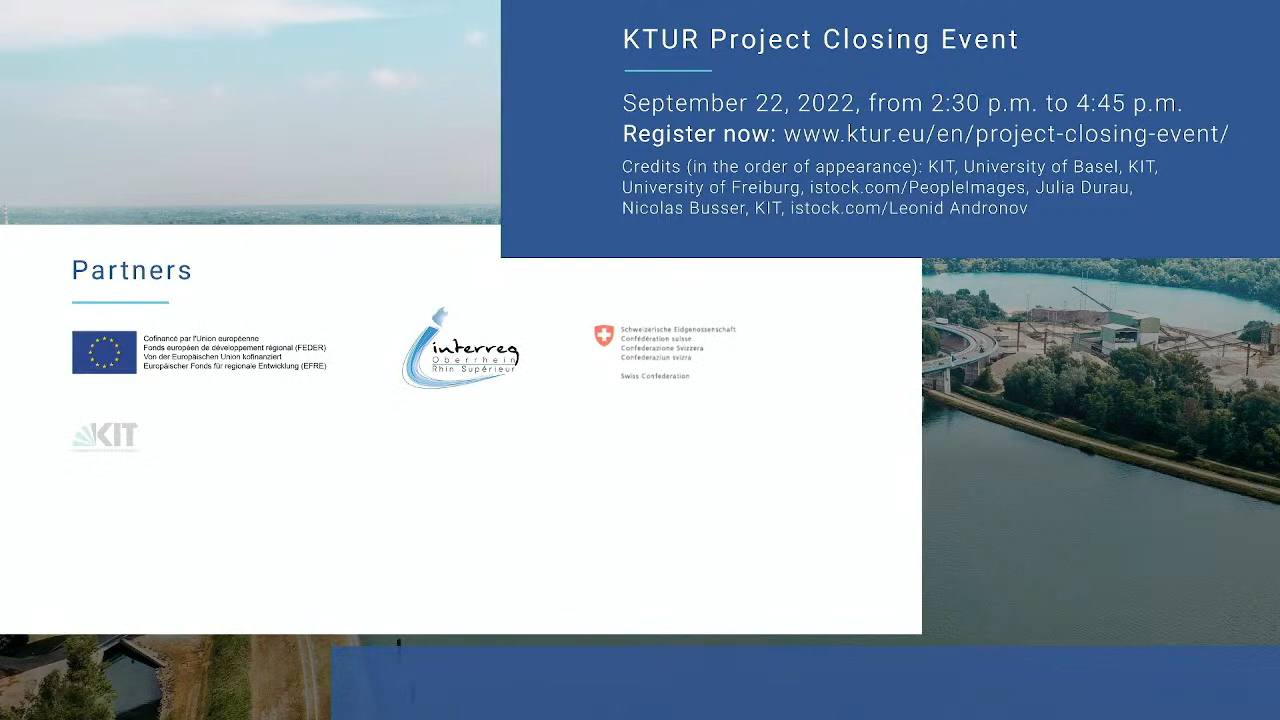 KTUR Project Closing Event
September 22, 2022, from 2:30 p.m. to 4:45 p.m.
Register now: www.ktur.eu/en/project-closing-event/
Credits (in the order of appearance): KIT, University of Basel, KIT,
University of Freiburg, istock.com/PeopleImages, Julia Durau,
Nicolas Busser, KIT, istock.com/Leonid Andronov
Partners
Cofinancé par l'Union européenne
Fonds européen de développement régional (FEDER)
Von der Europäischen Union kofinanziert
Europäischer Fonds für regionale Entwicklung (EFRE)
interreg
Oberrhein
Rhin Supérieur
Schweizerische Eidgenossenschaft
Confédération suisse
Confederazione Svizzera
Confederaziun svizra
Swiss Confederation
KIT